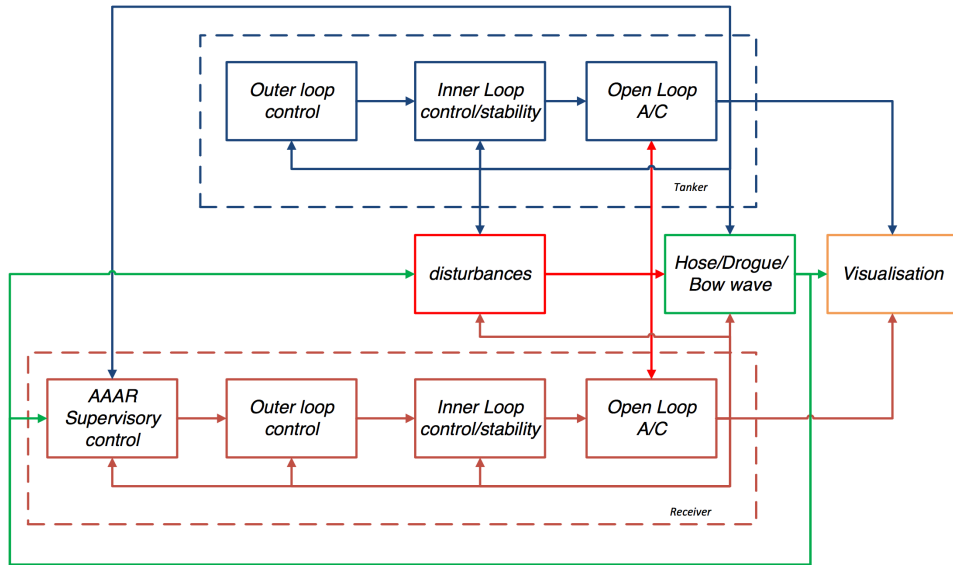 Outer loop
control
Inner Loop
control/stability
Open Loop
A/C
Tanker
disturbances
Hose/Drogue/
Bow wave
Visualisation
AAAR
Supervisory
control
Outer loop
control
Inner Loop
control/stability
Open Loop
A/C
Receiver